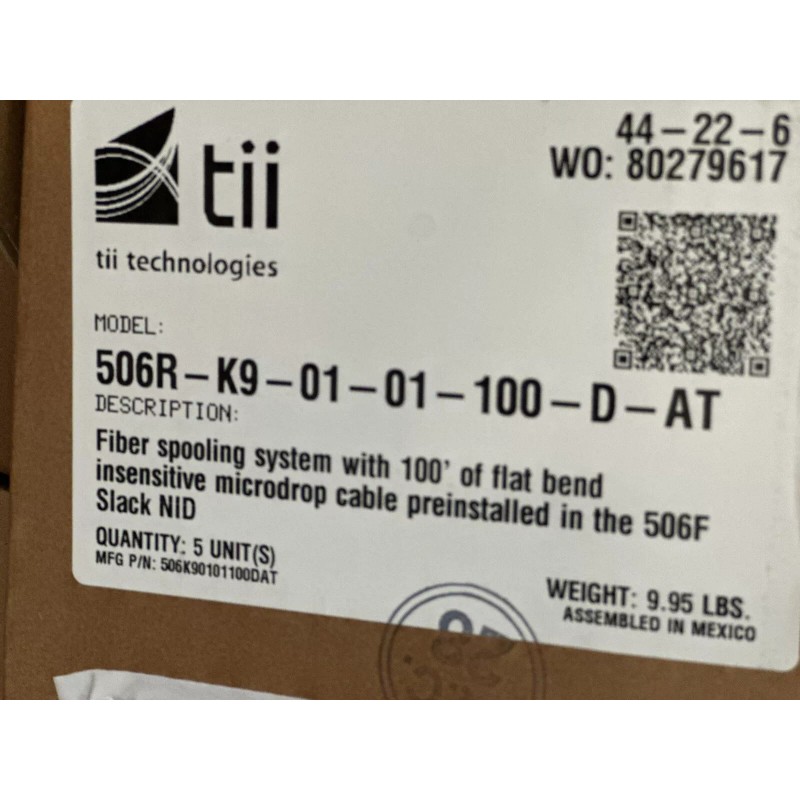 tii
tii technologies
44-22-6
WO: 80279617
MODEL:
506R-K9-01-01-100-D-AT
DESCRIPTION:
Fiber spooling system with 100' of flat bend
insensitive microdrop cable preinstalled in the 506F
Slack NID
QUANTITY: 5 UNIT(S)
MFG P/N: 506K90101100DAT
WEIGHT: 9.95 LBS.
ASSEMBLED IN MEXICO